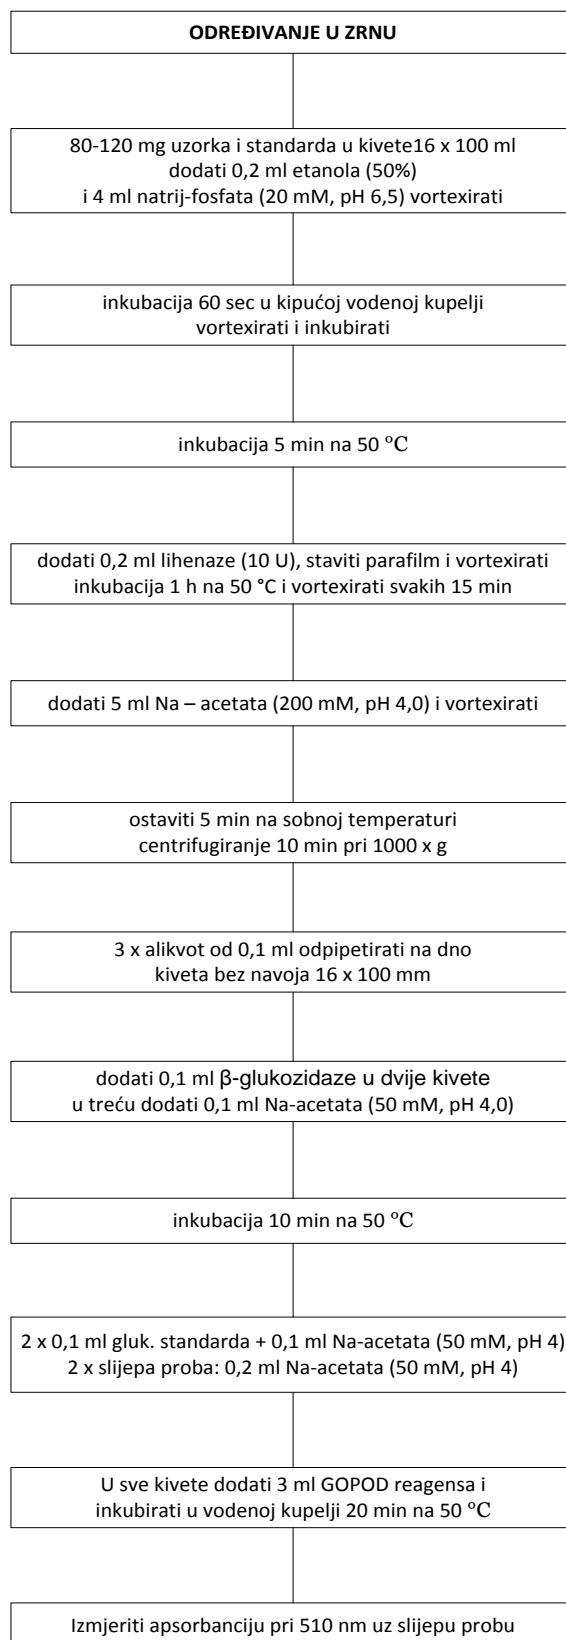 ODREĐIVANJE U ZRNU
80-120 mg uzorka i standarda u kivete16 x 100 ml
dodati 0,2 ml etanola (50%)
i 4 ml natrij-fosfata (20 mM, pH 6,5) vortexirati
inkubacija 60 sec u kipućoj vodenoj kupelji
vortexirati i inkubirati
inkubacija 5 min na 50 °C
dodati 0,2 ml lihenaze (10 U), staviti parafilm i vortexirati
inkubacija 1 h na 50 °C i vortexirati svakih 15 min
dodati 5 ml Na – acetata (200 mM, pH 4,0) i vortexirati
ostaviti 5 min na sobnoj temperaturi
centrifugiranje 10 min pri 1000 x g
3 x alikvot od 0,1 ml odpipetirati na dno
kiveta bez navoja 16 x 100 mm
dodati 0,1 ml β-glukozidaze u dvije kivete
u treću dodati 0,1 ml Na-acetata (50 mM, pH 4,0)
inkubacija 10 min na 50 °C
2 x 0,1 ml gluk. standarda + 0,1 ml Na-acetata (50 mM, pH 4)
2 x slijepa proba: 0,2 ml Na-acetata (50 mM, pH 4)
U sve kivete dodati 3 ml GOPOD reagensa i
inkubirati u vodenoj kupelji 20 min na 50 °C
Izmjeriti apsorbanciju pri 510 nm uz slijepu probu